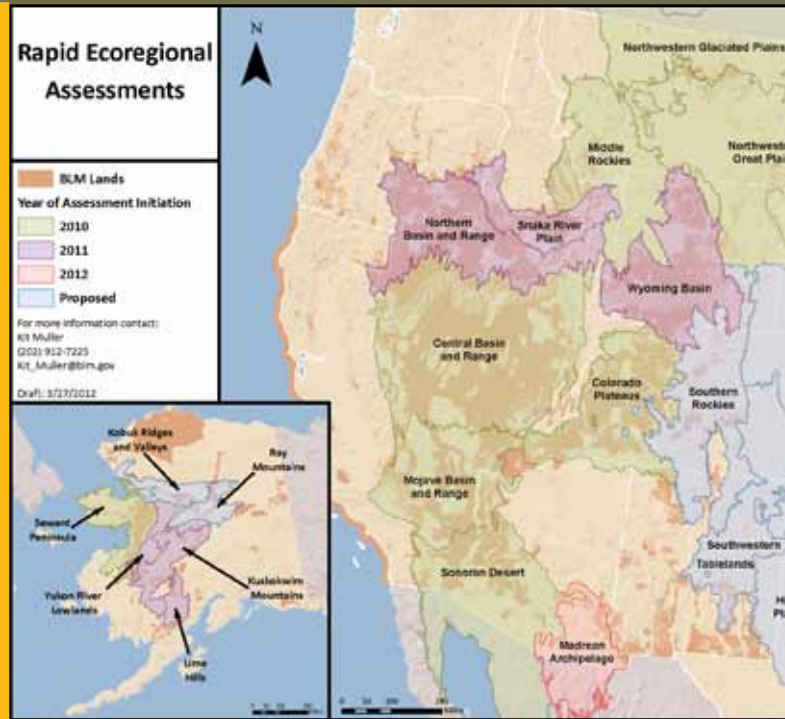 Rapid Ecoregional
Assessments
BLM Lands
Year of Assessment Initiation
2010
2011
2012
Proposed
For more information contact:
Kit Muller
(202) 912-7225
Kit_Muller@blm.gov
Draft: 3/27/2012
N
Northwestern Glaciated Plains
Middle
Rockies
Northweste
Great Plai
Northern
Basin and Range
Snake River
Plain
Wyoming Basin
Central Basin
and Range
Colorado
Plateaus
Southern
Rockies
Mojave Basin
and Range
Sonoran Desert
Southwestern
Tablelands
Hi
Pl
Madrean
Archipelago
Kobuk Ridges
and Valleys
Ray
Mountains
Seward
Peninsula
Yukon River
Lowlands
Kuskokwim
Mountains
Lime
Hills